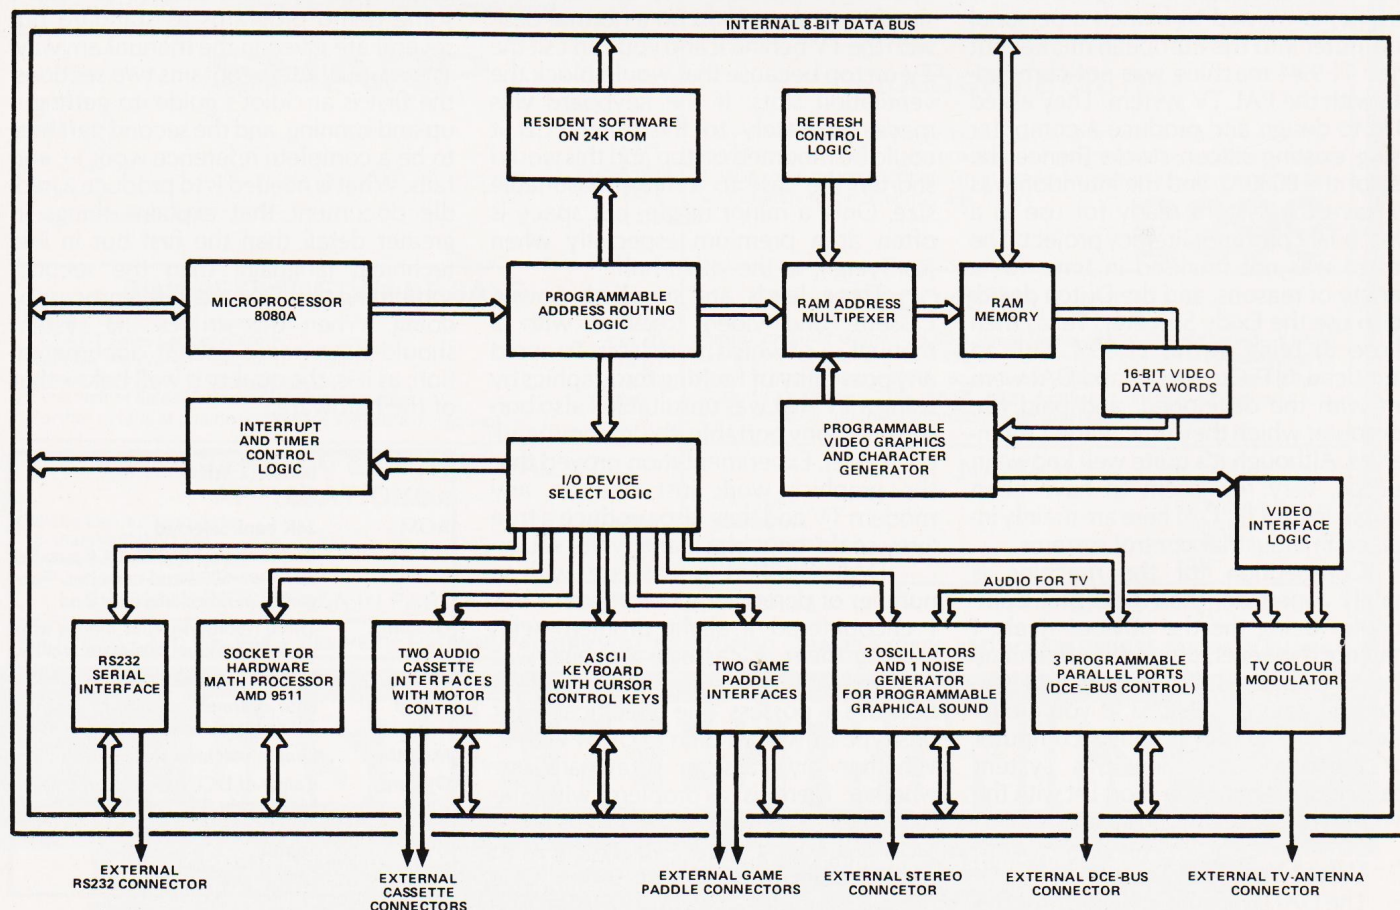 INTERNAL 8-BIT DATA BUS
RESIDENT SOFTWARE
ON 24K ROM
REFRESH
CONTROL
LOGIC
MICROPROCESSOR
8080A
PROGRAMMABLE
ADDRESS ROUTING
LOGIC
RAM ADDRESS
MULTIPEXER
RAM
MEMORY
16-BIT VIDEO
DATA WORDS
INTERRUPT
AND TIMER
CONTROL
LOGIC
I/O DEVICE
SELECT LOGIC
PROGRAMMABLE
VIDEO GRAPHICS
AND CHARACTER
GENERATOR
VIDEO
INTERFACE
LOGIC
AUDIO FOR TV
RS232
SERIAL
INTERFACE
SOCKET FOR
HARDWARE
MATH PROCESSOR
AMD 9511
TWO AUDIO
CASSETTE
INTERFACES
WITH MOTOR
CONTROL
ASCII
KEYBOARD
WITH CURSOR
CONTROL KEYS
TWO GAME
PADDLE
INTERFACES
3 OSCILLATORS
AND 1 NOISE
GENERATOR
FOR PROGRAMMABLE
GRAPHICAL SOUND
3 PROGRAMMABLE
PARALLEL PORTS
(DCE–BUS CONTROL)
TV COLOUR
MODULATOR
EXTERNAL
RS232 CONNECTOR
EXTERNAL
CASSETTE
CONNECTORS
EXTERNAL GAME
PADDLE CONNECTORS
EXTERNAL STEREO
CONNCETOR
EXTERNAL DCE-BUS
CONNECTOR
EXTERNAL TV-ANTENNA
CONNECTOR